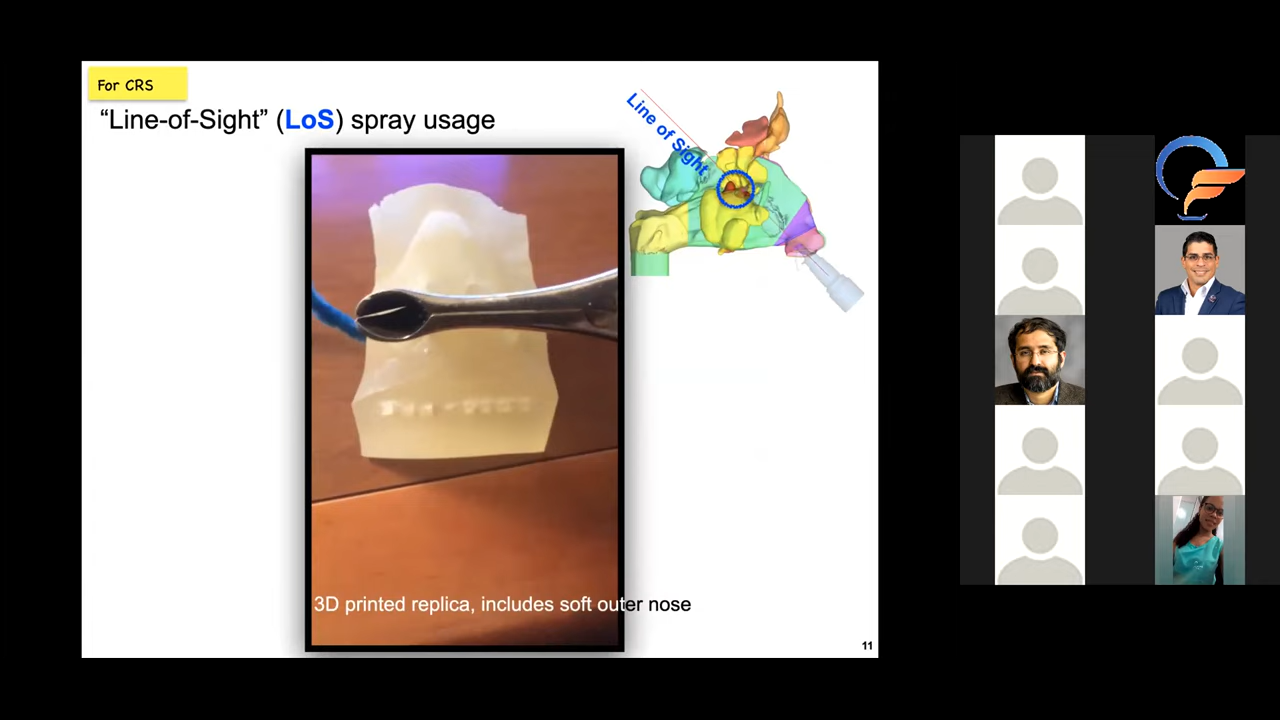 For CRS
“Line-of-Sight” (LoS) spray usage
Line of Sight
3D printed replica, includes soft outer nose
11